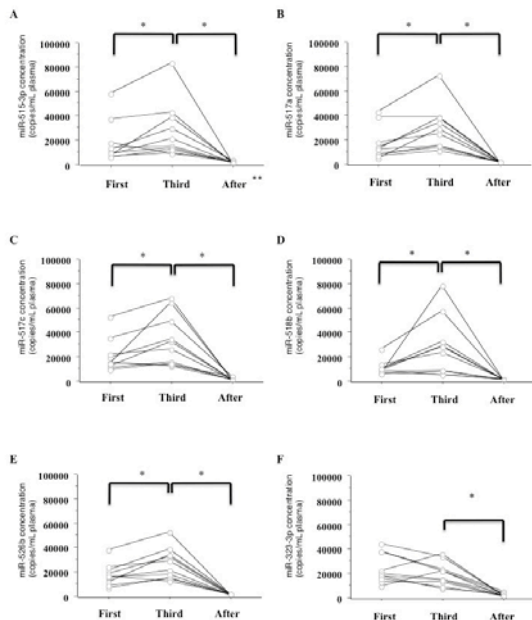 A
*
*
miR-515-3p concentration
(copies/mL plasma)
100000
80000
60000
40000
20000
0
First
Third
After
**
B
*
*
miR-517a concentration
(copies/mL plasma)
100000
80000
60000
40000
20000
0
First
Third
After
C
*
*
miR-517c concentration
(copies/mL plasma)
100000
80000
60000
40000
20000
0
First
Third
After
D
*
*
miR-518b concentration
(copies/mL plasma)
100000
80000
60000
40000
20000
0
First
Third
After
E
*
*
miR-526b concentration
(copies/mL plasma)
100000
80000
60000
40000
20000
0
First
Third
After
F
*
miR-323-3p concentration
(copies/mL plasma)
100000
80000
60000
40000
20000
0
First
Third
After